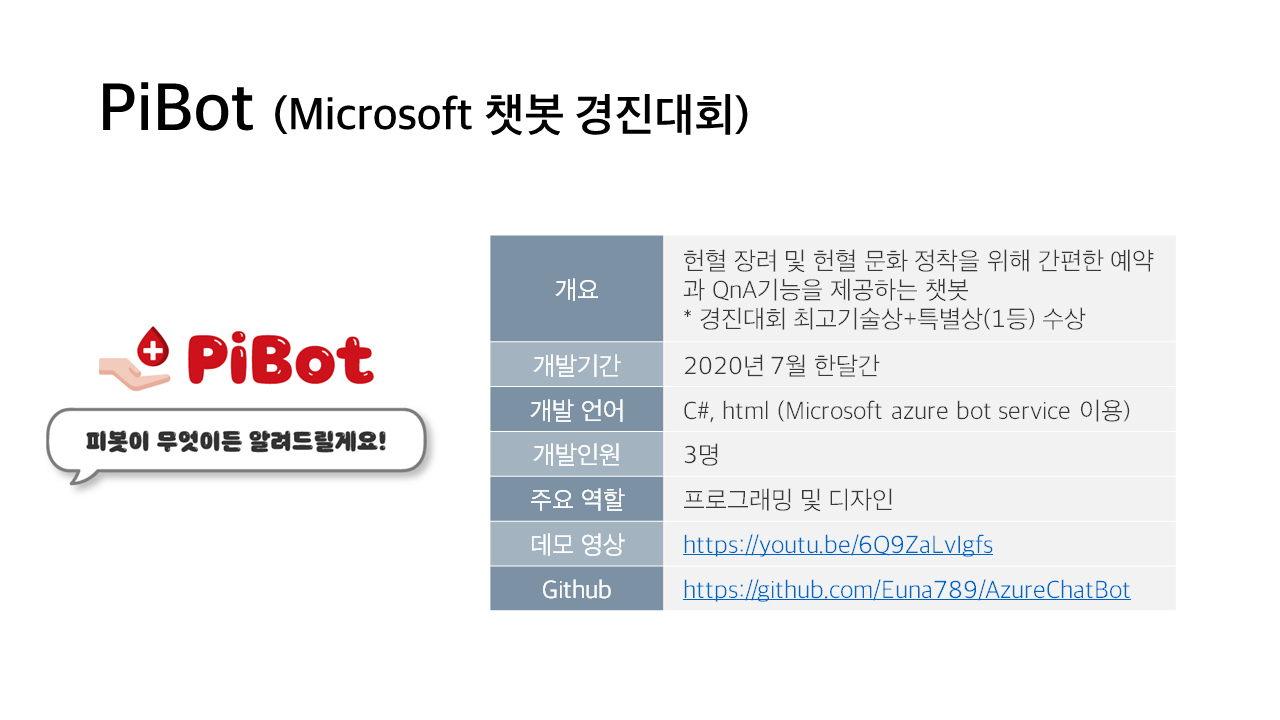 PiBot (Microsoft 챗봇 경진대회)
PiBot
피봇이 무엇이든 알려드릴게요!
개요
헌혈 장려 및 헌혈 문화 정착을 위해 간편한 예약
과 QnA기능을 제공하는 챗봇
* 경진대회 최고기술상+특별상(1등) 수상
개발기간
2020년 7월 한달간
개발 언어
C#, html (Microsoft azure bot service 이용)
개발인원
3명
주요 역할
프로그래밍 및 디자인
데모 영상
https://youtu.be/6Q9ZaLvIgfs
Github
https://github.com/Euna789/AzureChatBot